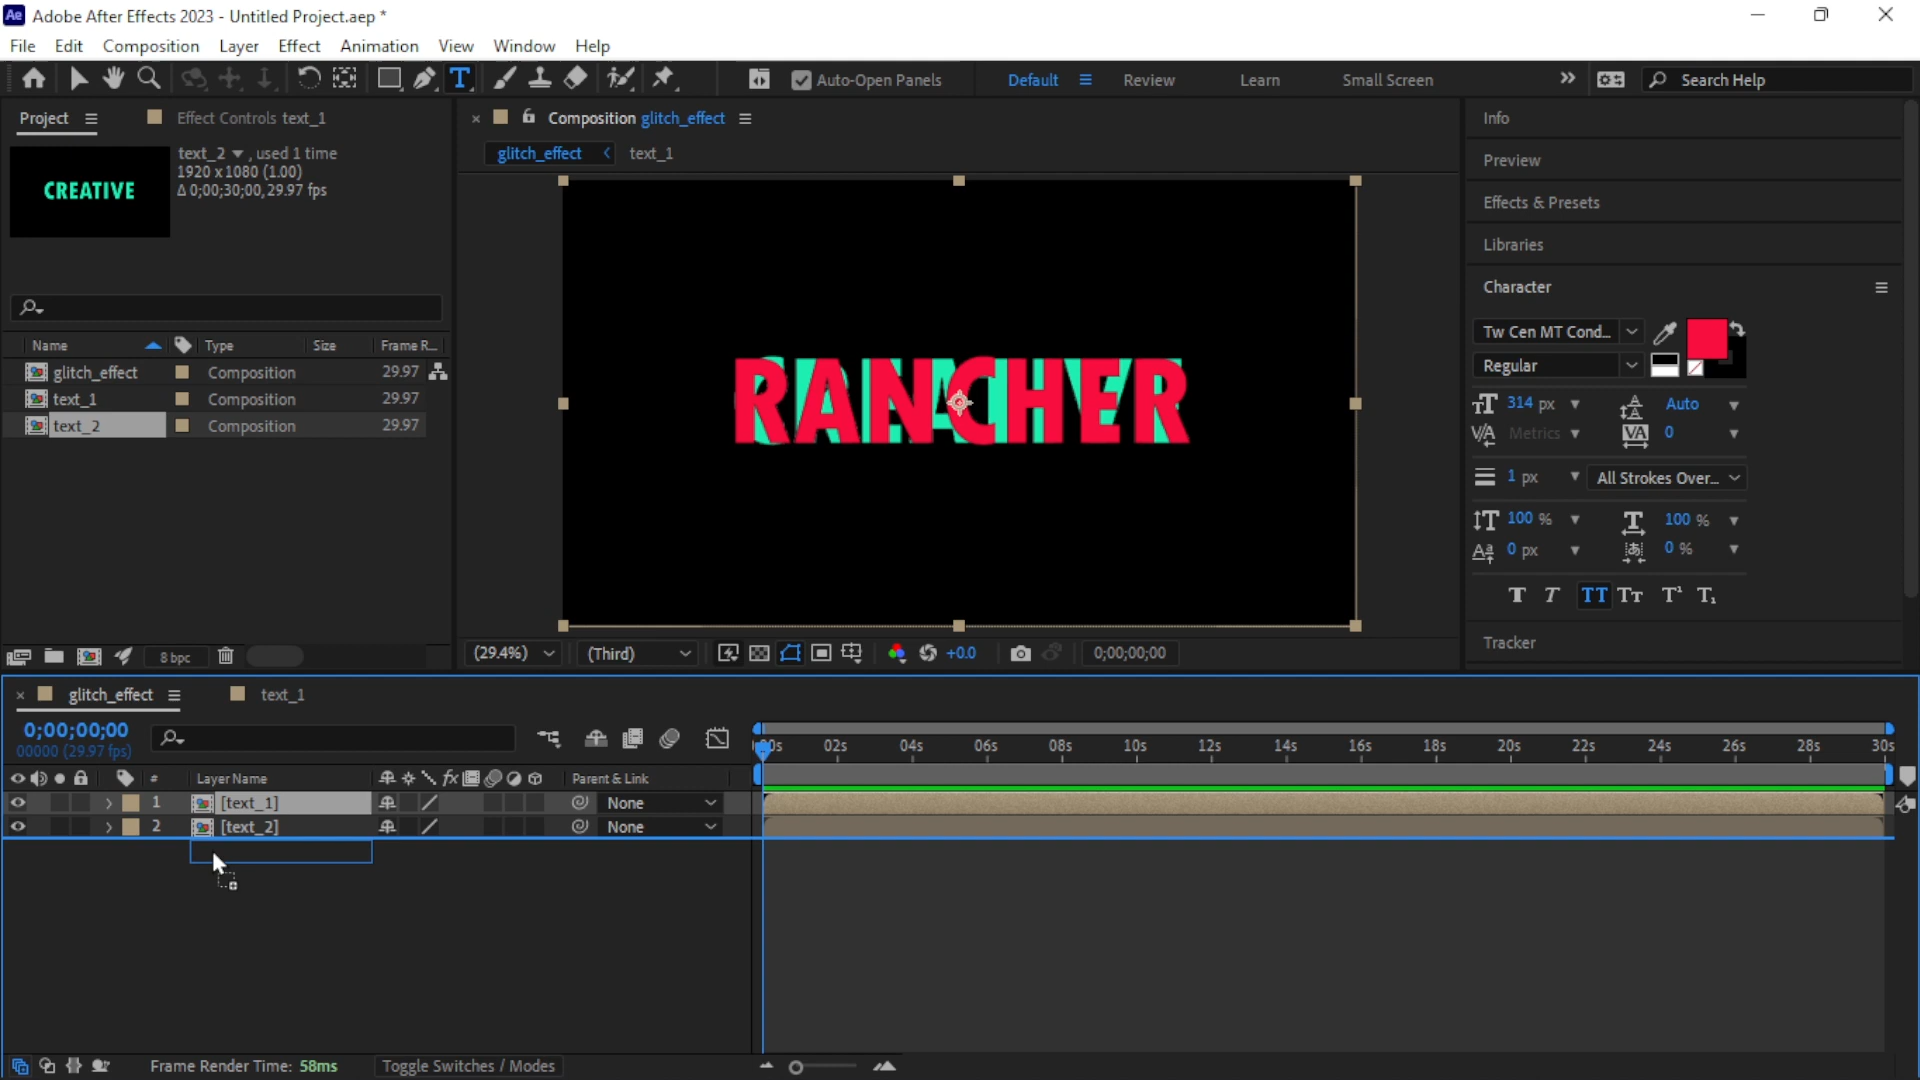 Ae Adobe After Effects 2023 - Untitled Project.aep *
File Edit Composition Layer Effect Animation View Window Help
Auto-Open Panels Default Review Learn Small Screen Search Help
Project Effect Controls text_1
text_2 , used 1 time
1920 x 1080 (1.00)
Δ 0;00;30;00, 29.97 fps
CREATIVE
Name Type Size Frame R...
glitch_effect Composition 29.97
text_1 Composition 29.97
text_2 Composition 29.97
8 bpc
Composition glitch_effect
glitch_effect text_1
RANCHER
(29.4%) (Third) +0.0 0;00;00;00
Info
Preview
Effects & Presets
Libraries
Character
Tw Cen MT Cond...
Regular
314 px Auto
Metrics 0
1 px All Strokes Over...
100 % 100 %
0 px 0 %
T T TT Tт T¹ T₁
Tracker
glitch_effect text_1
0;00;00;00
00000 (29.97 fps)
02s 04s 06s 08s 10s 12s 14s 16s 18s 20s 22s 24s 26s 28s 30s
# Layer Name fx Parent & Link
1 [text_1] None
2 [text_2] None
Frame Render Time: 58ms Toggle Switches / Modes